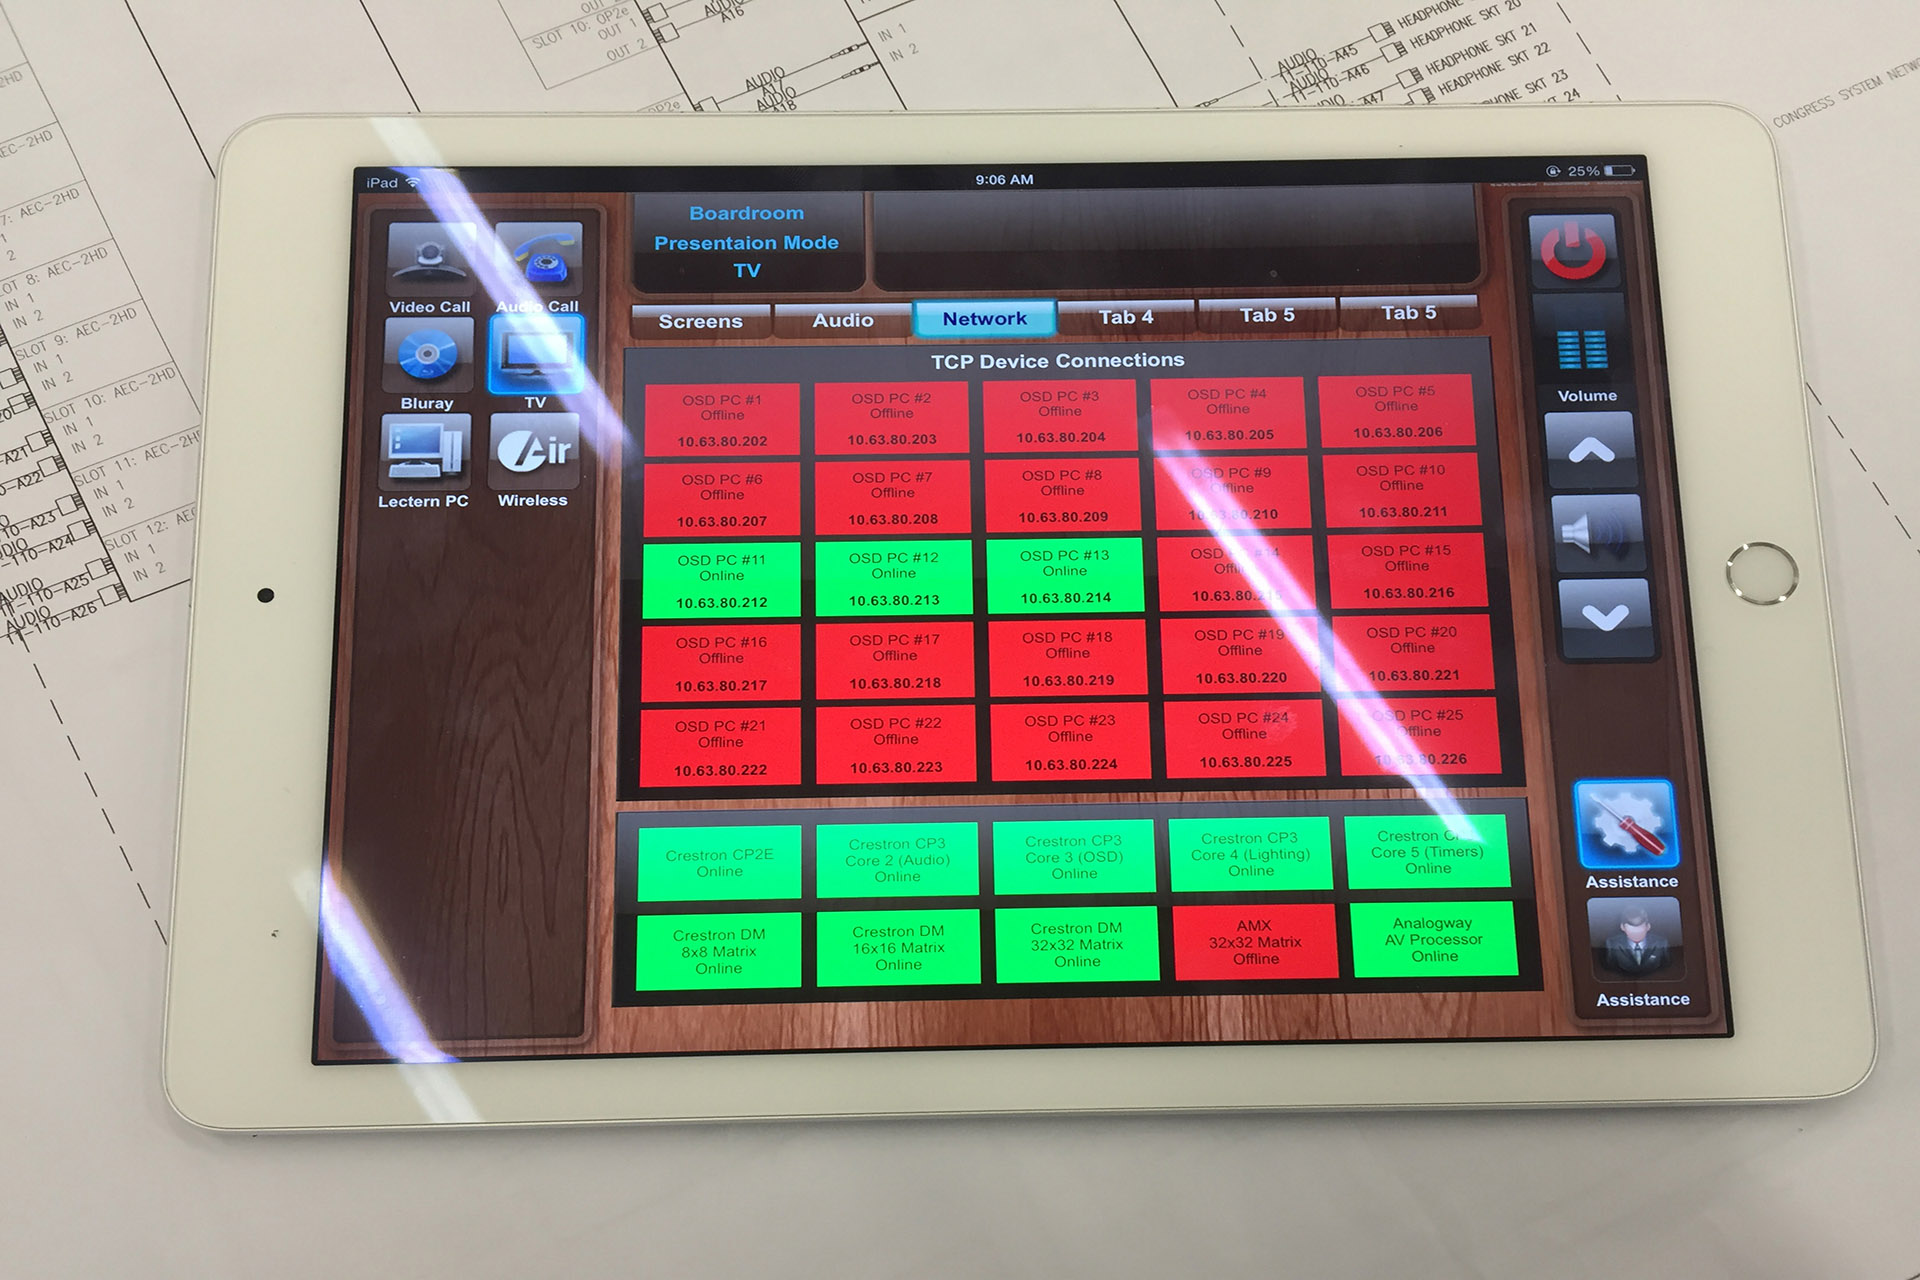 OUT 2
SLOT 10: OP2e
OUT 1
OUT 2
AUDIO
A16
IN 1
IN 2
AUDIO
A17
AUDIO
A18
OP2e
AUDIO
11-110-A45
AUDIO
11-110-A46
A47
HEADPHONE
HEADPHONE SKT 20
HEADPHONE SKT 21
HEADPHONE SKT 22
SKT 23
24
CONGRESS SYSTEM
2HD
AEC-2HD
7: AEC-2HD
1
2
8: AEC-2HD
IN 1
IN 2
SLOT 9: AEC-2HD
IN 1
IN 2
SLOT 10: AEC-2HD
IN 1
IN 2
SLOT 11: AEC-2H
IN 1
IN 2
SLOT 12: AEC
IN 1
IN 2
A21
A22
10-A23
-110-A24
AUDIO
11-110-A25
AUDIO
11-110-A26
iPad
9:06 AM
25%
Boardroom
Presentaion Mode
TV
Video Call
Audio Call
Bluray
TV
Air
Lectern PC
Wireless
Screens
Audio
Network
Tab 4
Tab 5
Tab 5
TCP Device Connections
OSD PC #1
Offline
10.63.80.202
OSD PC #2
Offline
10.63.80.203
OSD PC #3
Offline
10.63.80.204
OSD PC #4
Offline
10.63.80.205
OSD PC #5
Offline
10.63.80.206
OSD PC #6
Offline
10.63.80.207
OSD PC #7
Offline
10.63.80.208
OSD PC #8
Offline
10.63.80.209
OSD PC #9
Offline
10.63.80.210
OSD PC #10
Offline
10.63.80.211
OSD PC #11
Online
10.63.80.212
OSD PC #12
Online
10.63.80.213
OSD PC #13
Online
10.63.80.214
OSD PC #14
Offline
10.63.80.215
OSD PC #15
Offline
10.63.80.216
OSD PC #16
Offline
10.63.80.217
OSD PC #17
Offline
10.63.80.218
OSD PC #18
Offline
10.63.80.219
OSD PC #19
Offline
10.63.80.220
OSD PC #20
Offline
10.63.80.221
OSD PC #21
Offline
10.63.80.222
OSD PC #22
Offline
10.63.80.223
OSD PC #23
Offline
10.63.80.224
OSD PC #24
Offline
10.63.80.225
OSD PC #25
Offline
10.63.80.226
Crestron CP2E
Online
Crestron CP3
Core 2 (Audio)
Online
Crestron CP3
Core 3 (OSD)
Online
Crestron CP3
Core 4 (Lighting)
Online
Crestron
Core 5 (Timers)
Online
Crestron DM
8x8 Matrix
Online
Crestron DM
16x16 Matrix
Online
Crestron DM
32x32 Matrix
Online
AMX
32x32 Matrix
Offline
Analogway
AV Processor
Online
Volume
Assistance
Assistance